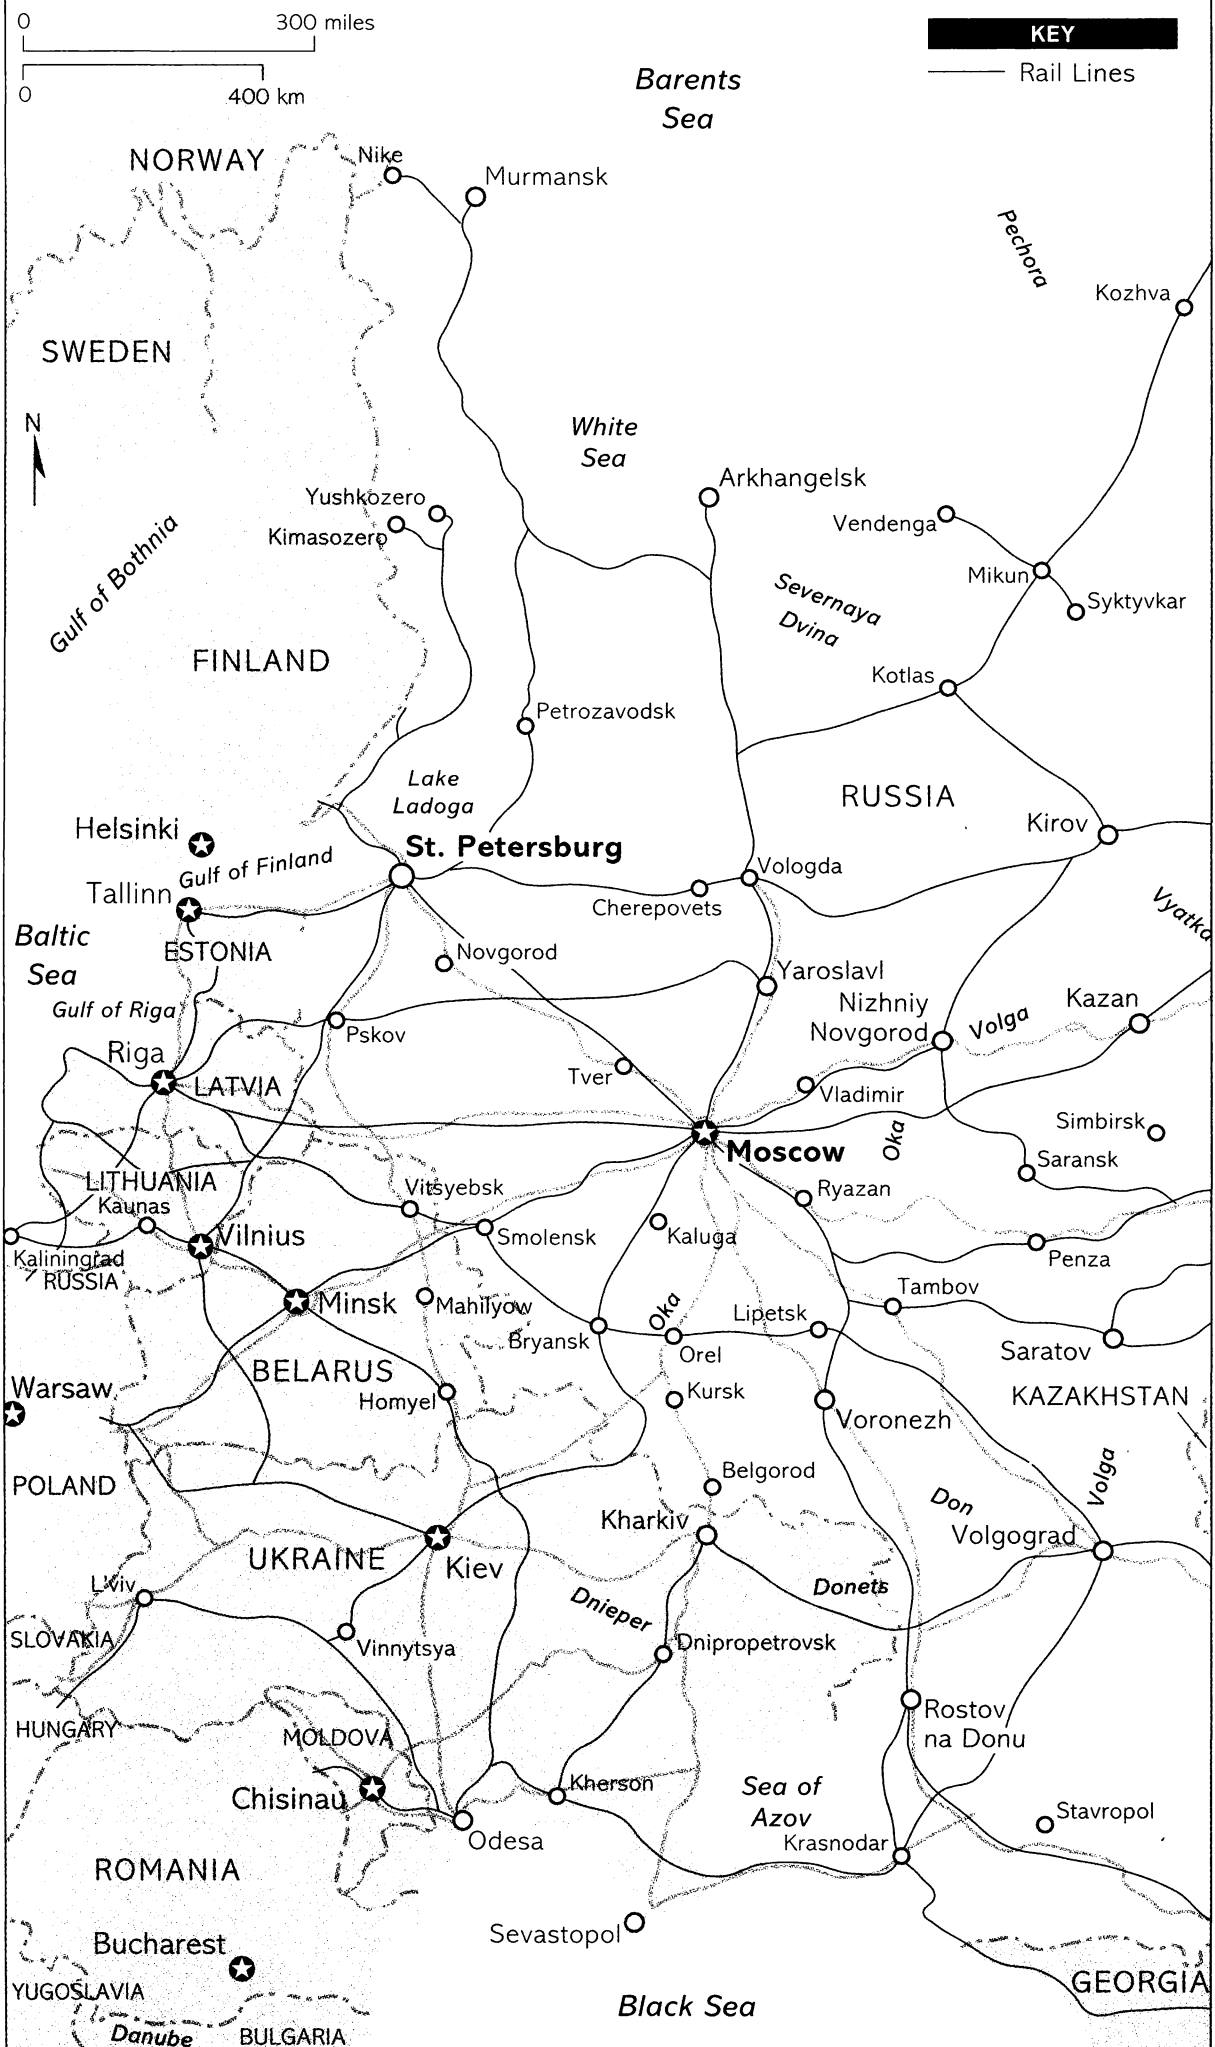 0
300 miles
0
400 km
KEY
Rail Lines
Barents
Sea
NORWAY
Nike
Murmansk
Pechora
Kozhva
SWEDEN
N
White
Sea
Arkhangelsk
Yushkozero
Kimasozero
Vendenga
Gulf of Bothnia
Mikun
Severnaya
Dvina
Syktyvkar
FINLAND
Kotlas
Petrozavodsk
Lake
Ladoga
RUSSIA
Helsinki
Kirov
St. Petersburg
Gulf of Finland
Vologda
Tallinn
Cherepovets
Vyatka
Baltic
Sea
ESTONIA
Novgorod
Yaroslavl
Gulf of Riga
Nizhniy
Novgorod
Volga
Kazan
Pskov
Riga
LATVIA
Tver
Vladimir
Simbirsk
Moscow
Oka
Saransk
LITHUANIA
Kaunas
Vitsyebsk
Ryazan
Vilnius
Smolensk
Kaluga
Kaliningrad
RUSSIA
Penza
Minsk
Mahilyow
Oka
Lipetsk
Tambov
Bryansk
Orel
Saratov
BELARUS
Warsaw
Homyel
Kursk
KAZAKHSTAN
Voronezh
POLAND
Belgorod
Volga
Don
Kharkiv
Volgograd
UKRAINE
Kiev
L'viv
Donets
Dnieper
SLOVAKIA
Vinnytsya
Dnipropetrovsk
HUNGARY
MOLDOVA
Rostov
na Donu
Chisinau
Kherson
Sea of
Azov
Stavropol
Odesa
Krasnodar
ROMANIA
Sevastopol
Bucharest
YUGOSLAVIA
GEORGIA
Black Sea
Danube
BULGARIA